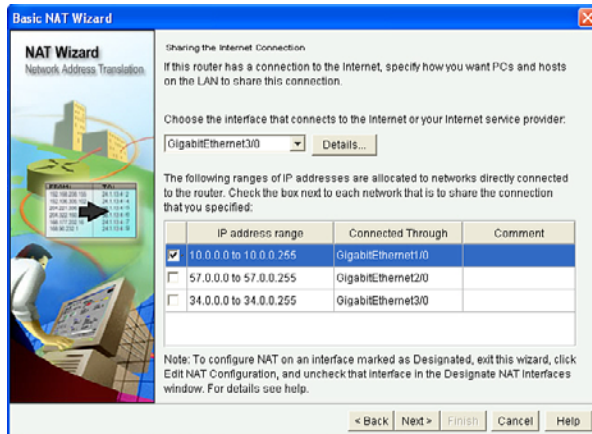 Basic NAT Wizard
NAT Wizard
Network Address Translation
Sharing the Internet Connection
If this router has a connection to the Internet, specify how you want PCs and hosts
on the LAN to share this connection.
Choose the interface that connects to the Internet or your Internet service provider:
GigabitEthernet3/0
Details...
The following ranges of IP addresses are allocated to networks directly connected
to the router. Check the box next to each network that is to share the connection
that you specified:
IP address range Connected Through Comment
10.0.0.0 to 10.0.0.255 GigabitEthernet1/0
57.0.0.0 to 57.0.0.255 GigabitEthernet2/0
34.0.0.0 to 34.0.0.255 GigabitEthernet3/0
Note: To configure NAT on an interface marked as Designated, exit this wizard, click
Edit NAT Configuration, and uncheck that interface in the Designate NAT Interfaces
window. For details see help.
< Back Next > Finish Cancel Help